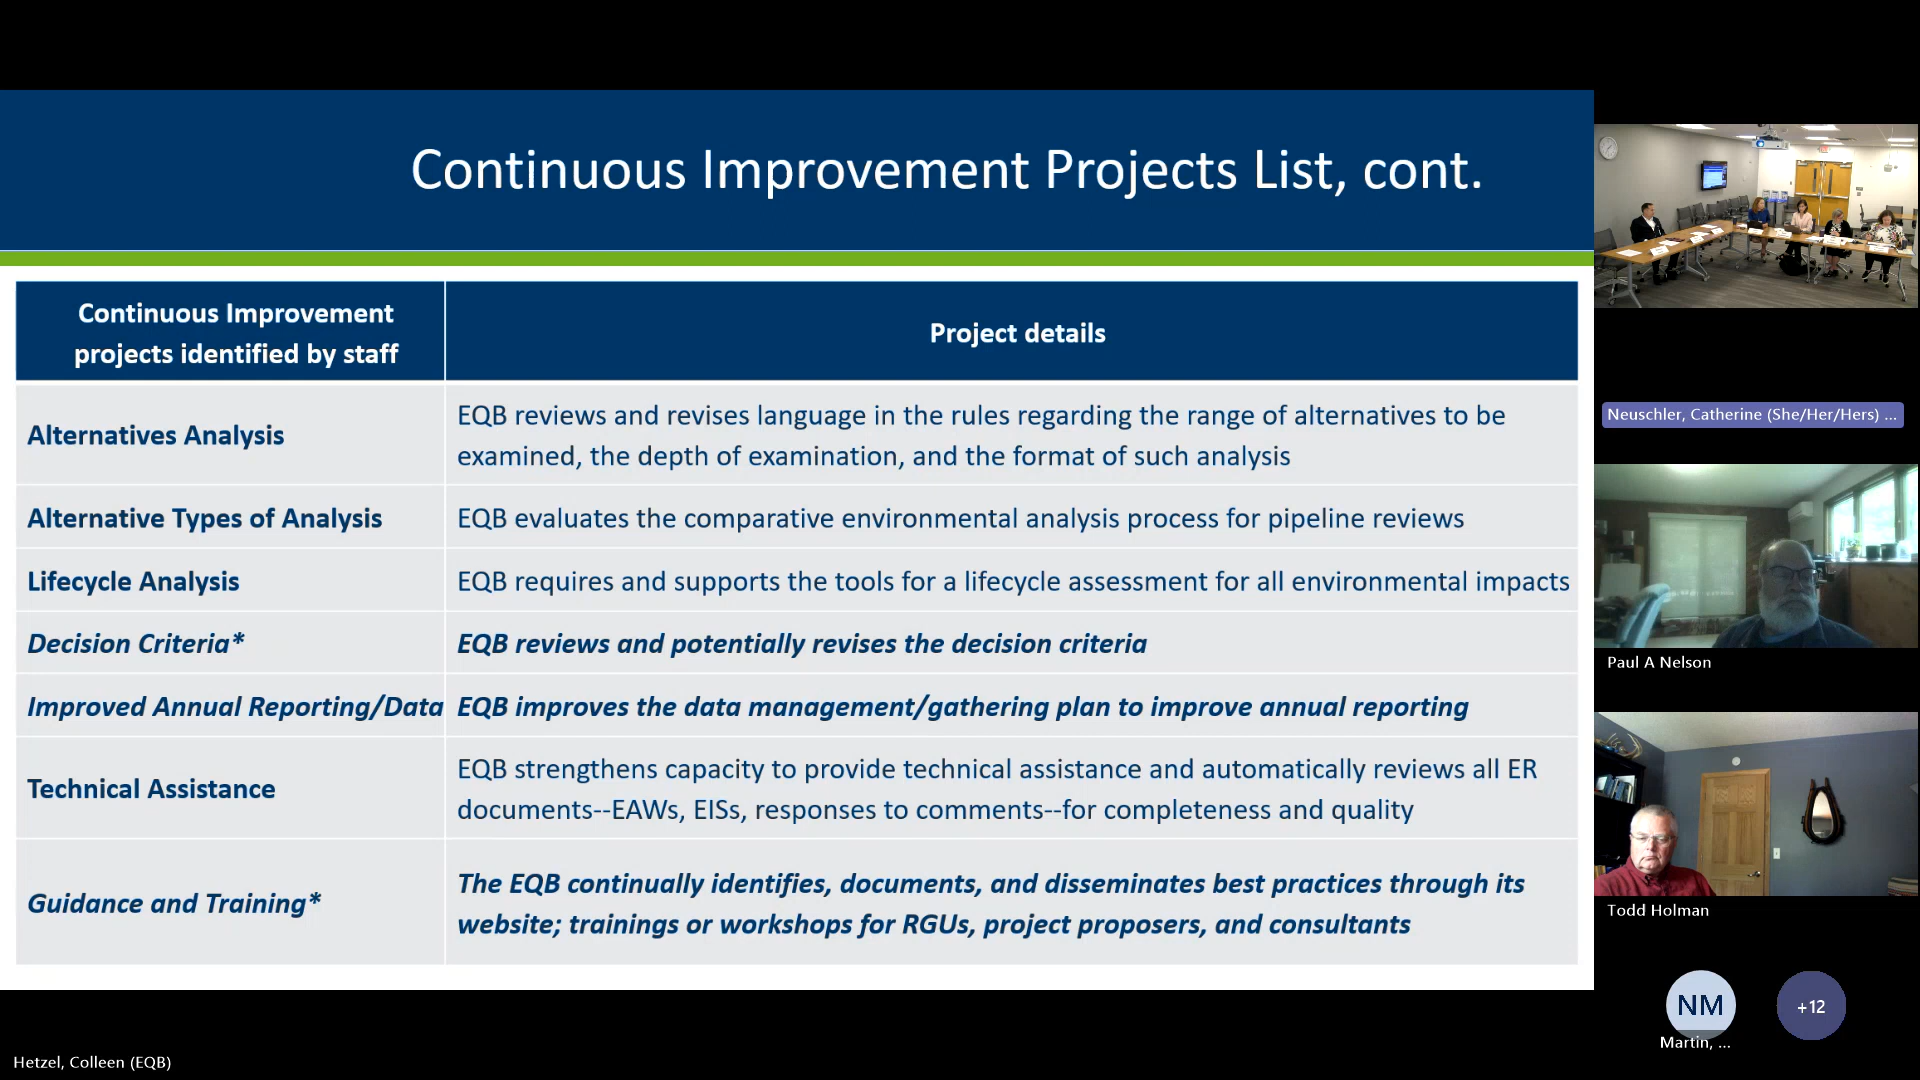 Continuous Improvement Projects List, cont.
Continuous Improvement
projects identified by staff
Project details
Alternatives Analysis
EQB reviews and revises language in the rules regarding the range of alternatives to be
examined, the depth of examination, and the format of such analysis
Alternative Types of Analysis
EQB evaluates the comparative environmental analysis process for pipeline reviews
Lifecycle Analysis
EQB requires and supports the tools for a lifecycle assessment for all environmental impacts
Decision Criteria*
EQB reviews and potentially revises the decision criteria
Improved Annual Reporting/Data
EQB improves the data management/gathering plan to improve annual reporting
Technical Assistance
EQB strengthens capacity to provide technical assistance and automatically reviews all ER
documents--EAWs, EISs, responses to comments--for completeness and quality
Guidance and Training*
The EQB continually identifies, documents, and disseminates best practices through its
website; trainings or workshops for RGUs, project proposers, and consultants
Neuschler, Catherine (She/Her/Hers) ...
Paul A Nelson
Todd Holman
NM
+12
Martin, ...
Hetzel, Colleen (EQB)